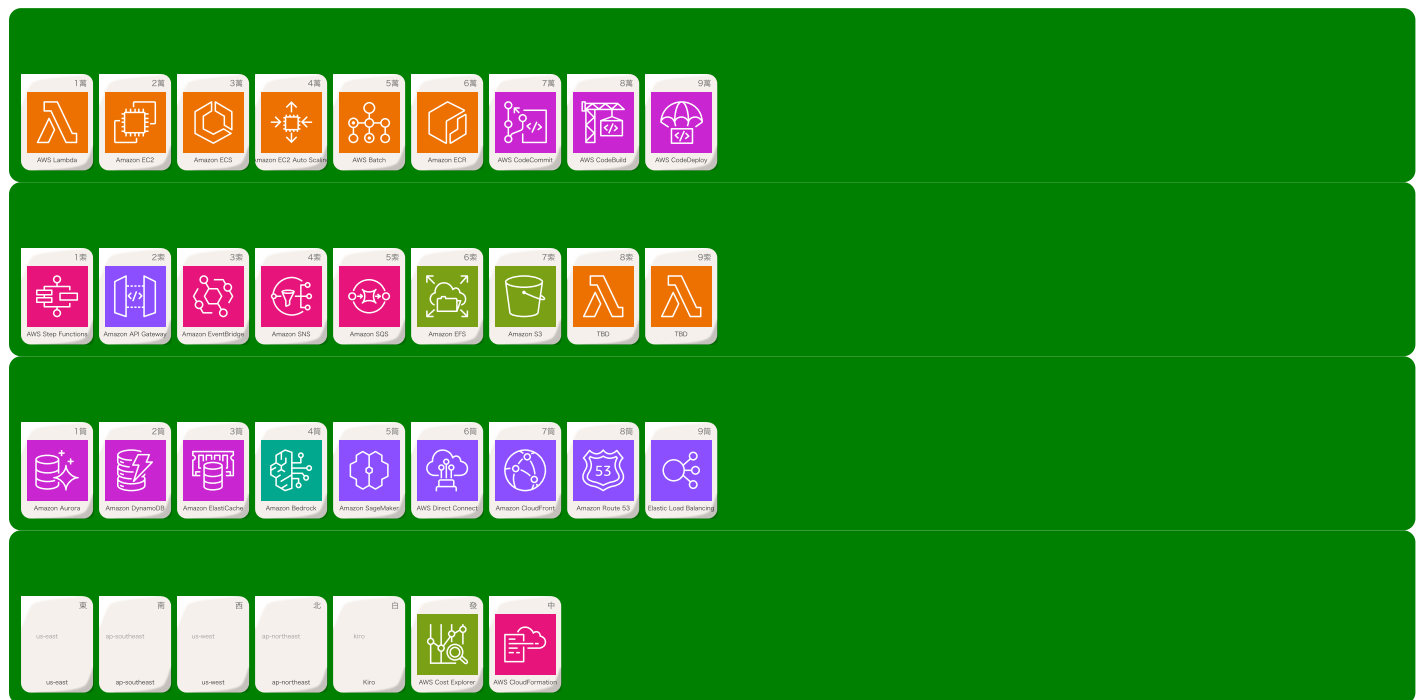 1萬 2萬 3萬 4萬 5萬 6萬 7萬 8萬 9萬
AWS Lambda Amazon EC2 Amazon ECS Amazon EC2 Auto Scaling AWS Batch Amazon ECR AWS CodeCommit AWS CodeBuild AWS CodeDeploy
1索 2索 3索 4索 5索 6索 7索 8索 9索
AWS Step Functions Amazon API Gateway Amazon EventBridge Amazon SNS Amazon SQS Amazon EFS Amazon S3 TBD TBD
1筒 2筒 3筒 4筒 5筒 6筒 7筒 8筒 9筒
53
Amazon Aurora Amazon DynamoDB Amazon ElastiCache Amazon Bedrock Amazon SageMaker AWS Direct Connect Amazon CloudFront Amazon Route 53 Elastic Load Balancing
東 南 西 北 白 發 中
us-east ap-southeast us-west ap-northeast kiro
us-east ap-southeast us-west ap-northeast Kiro AWS Cost Explorer AWS CloudFormation